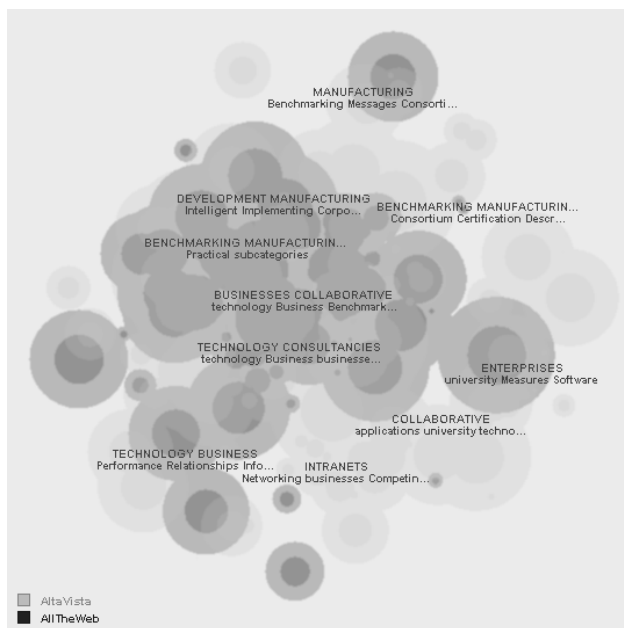 MANUFACTURING
Benchmarking Messages Consorti...
DEVELOPMENT MANUFACTURING
Intelligent Implementing Corpo...
BENCHMARKING MANUFACTURIN...
Consortium Certification Descr...
BENCHMARKING MANUFACTURIN...
Practical subcategories
BUSINESSES COLLABORATIVE
technology Business Benchmark...
TECHNOLOGY CONSULTANCIES
technology Business businesse...
ENTERPRISES
university Measures Software
COLLABORATIVE
applications university techno...
TECHNOLOGY BUSINESS
Performance Relationships Info...
INTRANETS
Networking businesses Competin...
AltaVista
AllTheWeb